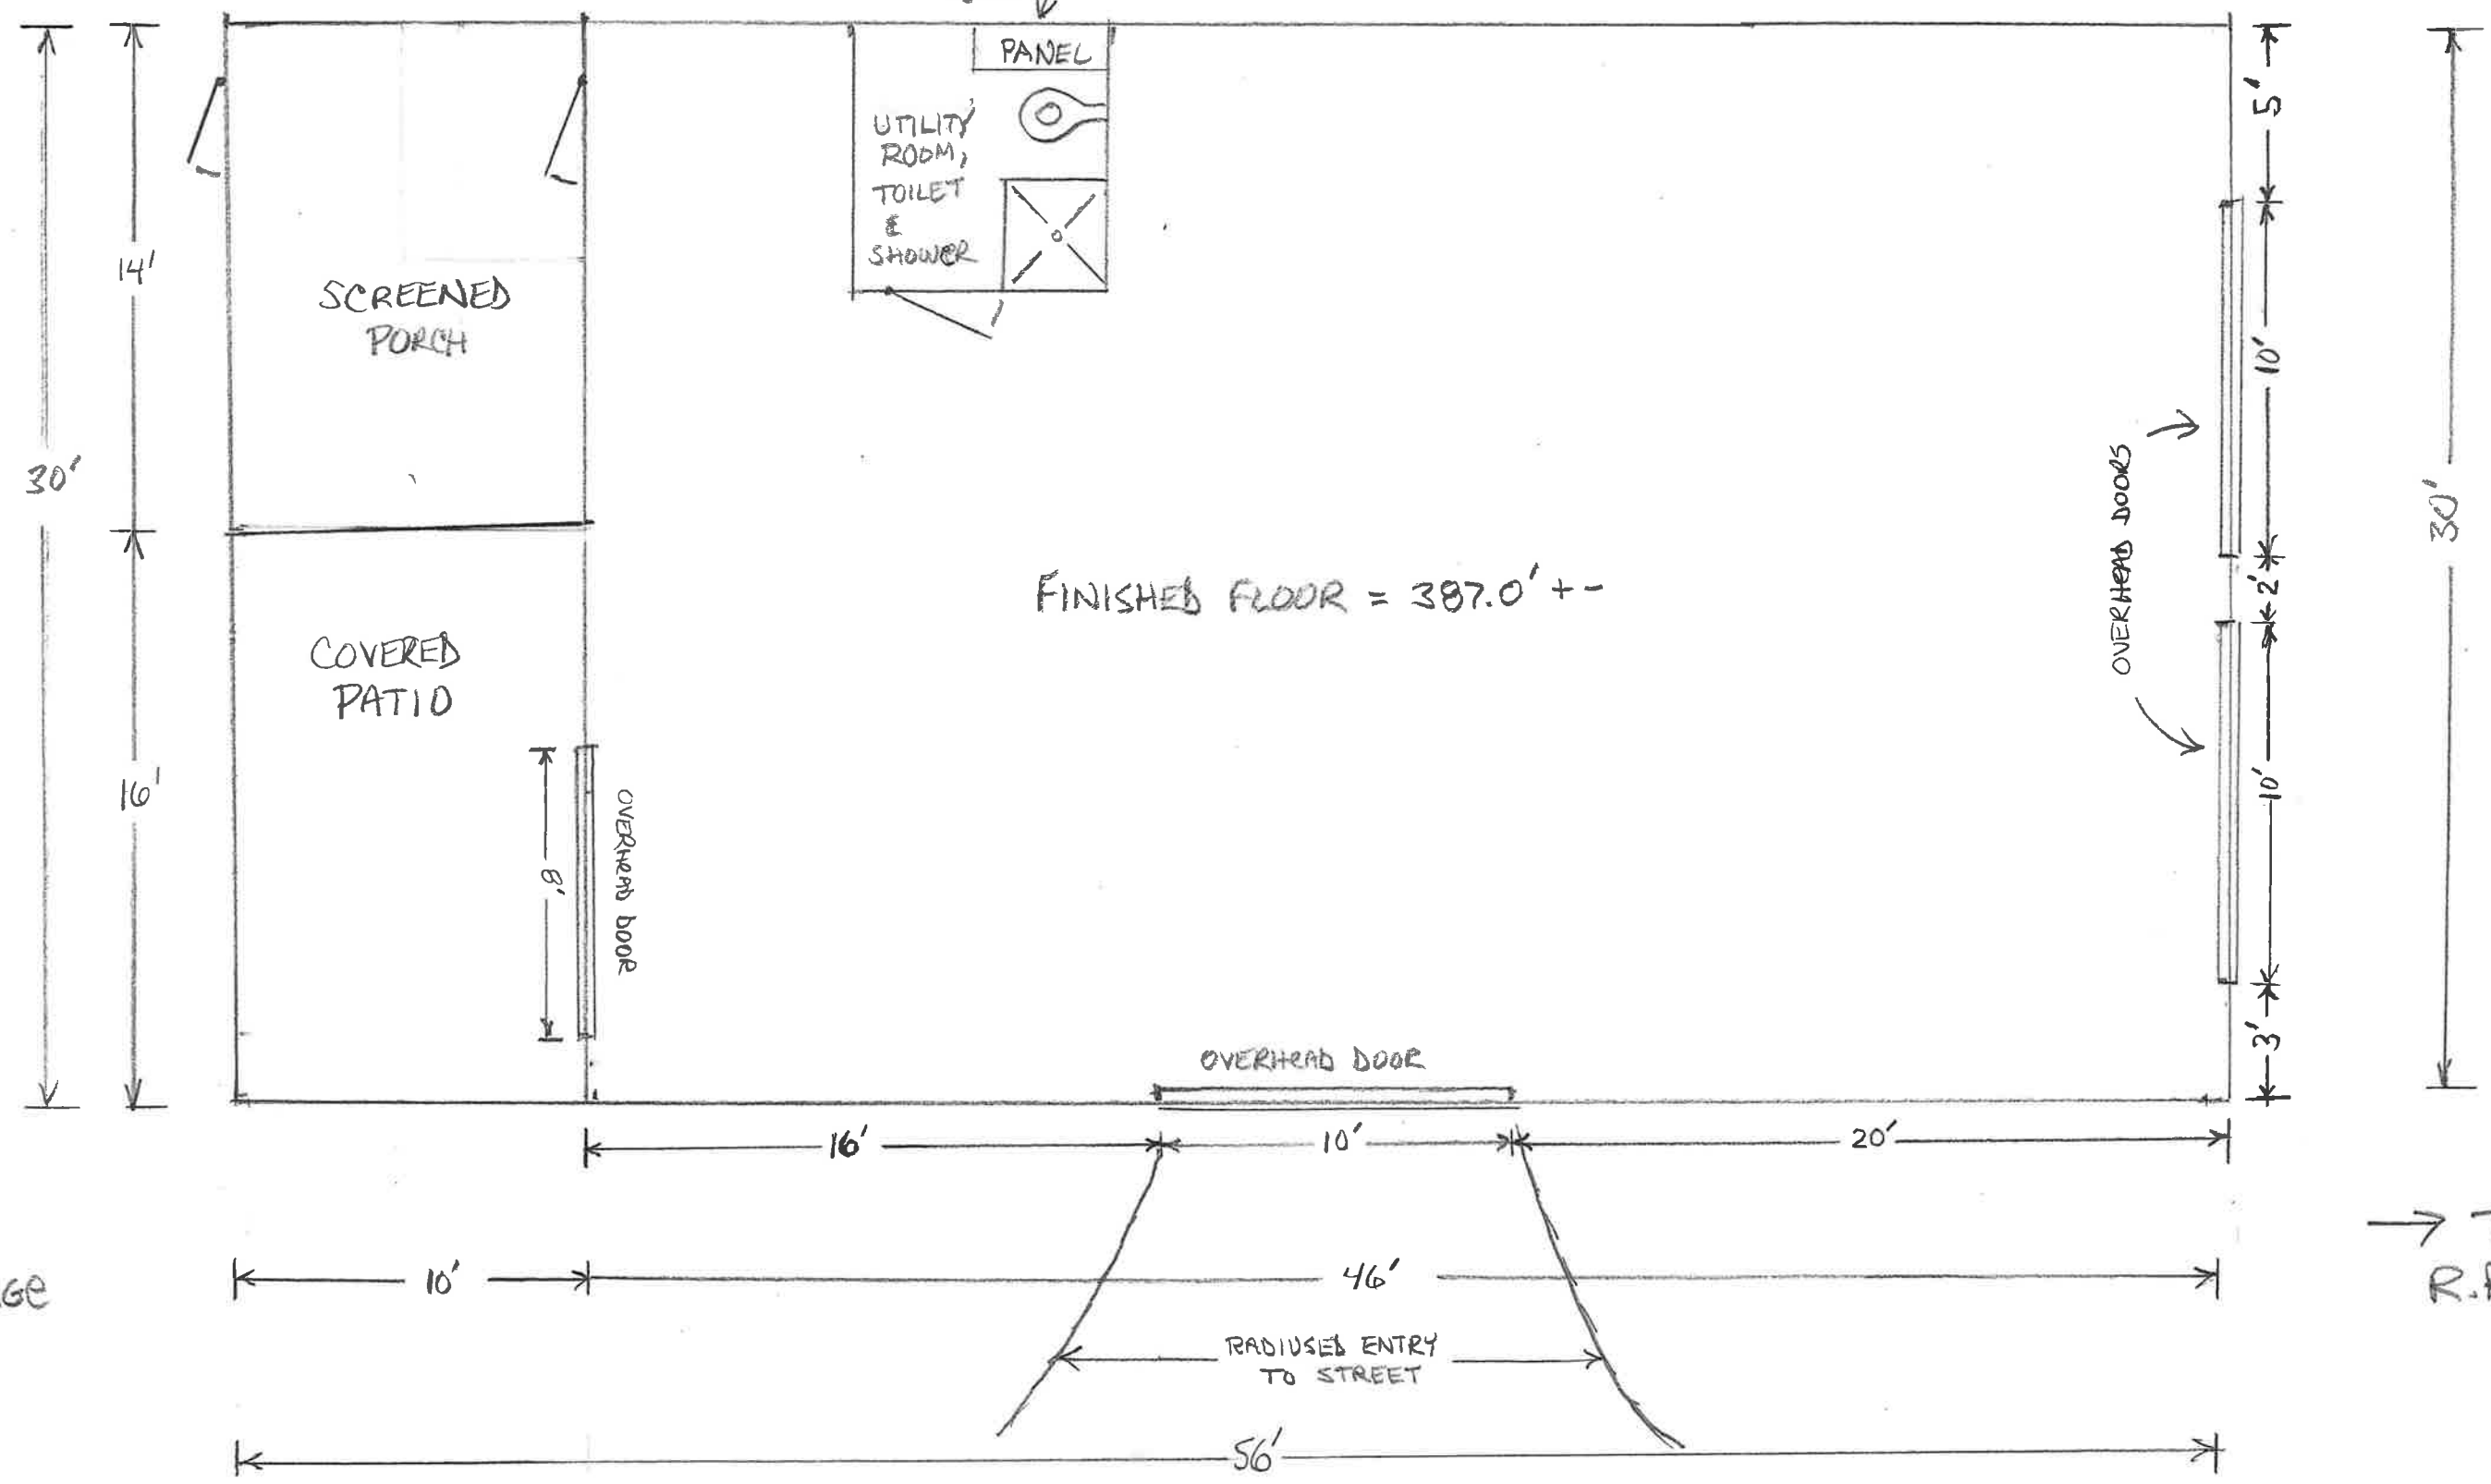 PANEL
UTILITY
ROOM,
TOILET
&
SHOWER
SCREENED
PORCH
14'
30'
16'
COVERED
PATIO
8'
OVERHEAD DOOR
FINISHED FLOOR = 387.0' + -
OVERHEAD DOORS
5'
10'
2'
10'
3'
30'
OVERHEAD DOOR
16'
10'
20'
10'
46'
RADIUSED ENTRY
TO STREET
56'